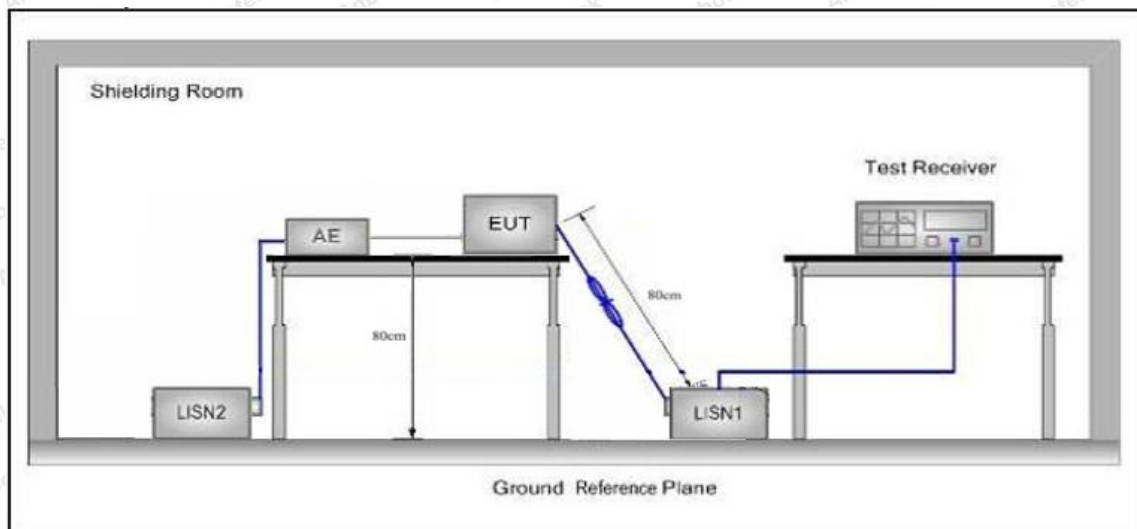 Shielding Room
Test Receiver
AE
EUT
80cm
80cm
LISN2
LISN1
Ground Reference Plane